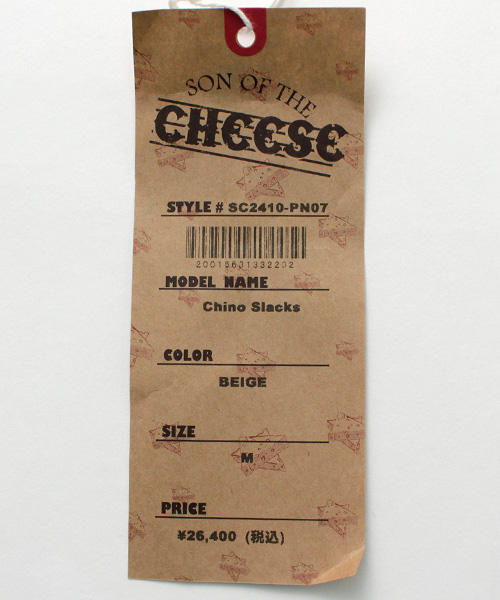 SON OF THE
CHEESE
STYLE # SC2410-PN07
20015631332202
MODEL NAME
Chino Slacks
COLOR
BEIGE
SIZE
M
PRICE
¥26,400 (税込)